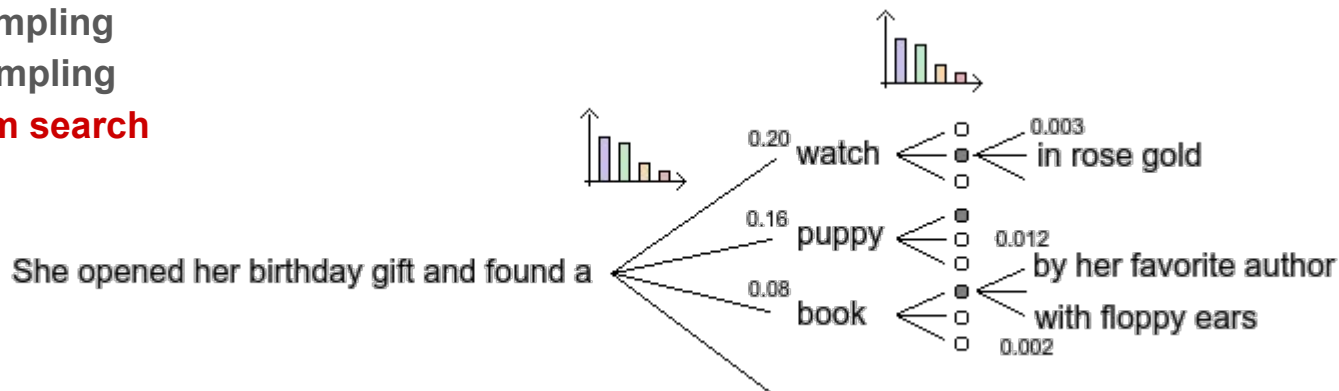 mpling
mpling
m search
0.20
watch
0.003
in rose gold
0.16
puppy
0.012
She opened her birthday gift and found a
by her favorite author
0.08
book
with floppy ears
0.002